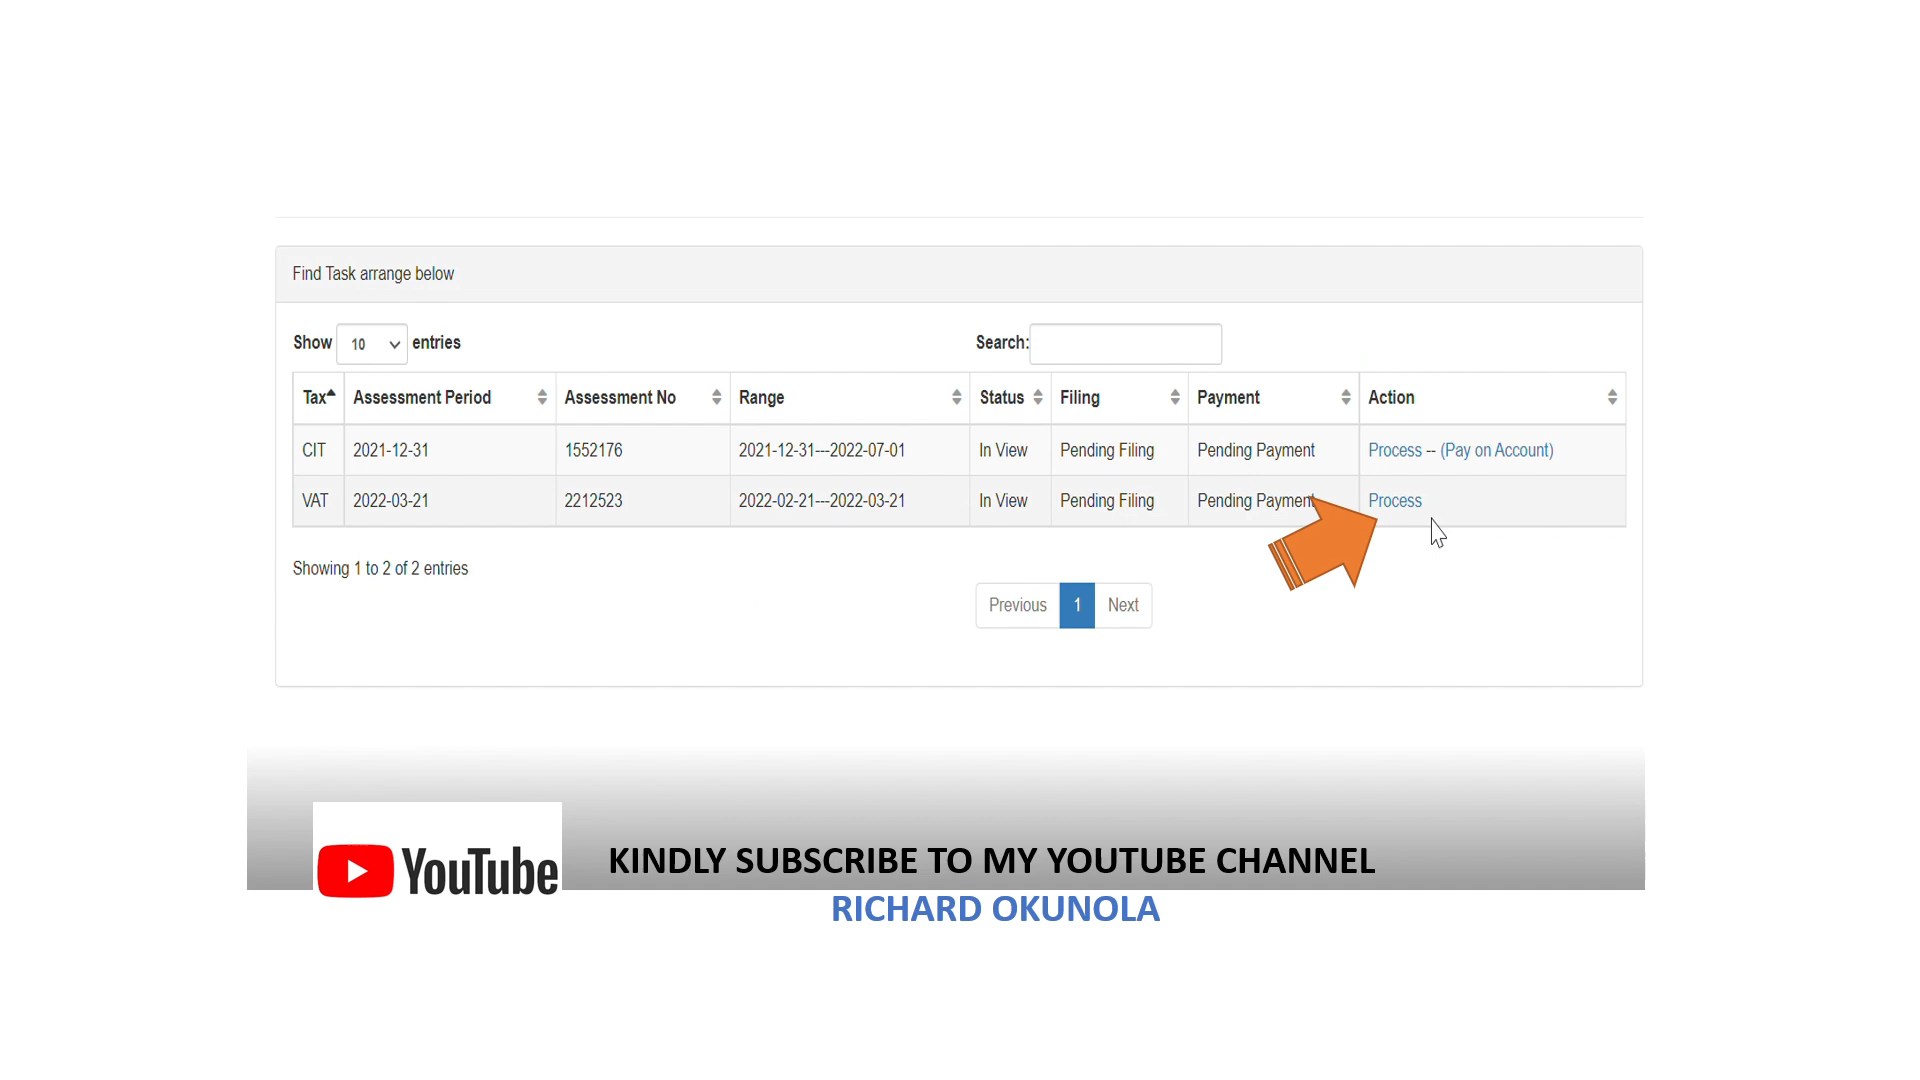 Find Task arrange below
Show 10 entries Search:
Tax Assessment Period Assessment No Range Status Filing Payment Action
CIT 2021-12-31 1552176 2021-12-31---2022-07-01 In View Pending Filing Pending Payment Process -- (Pay on Account)
VAT 2022-03-21 2212523 2022-02-21---2022-03-21 In View Pending Filing Pending Payment Process
Showing 1 to 2 of 2 entries
Previous 1 Next
YouTube KINDLY SUBSCRIBE TO MY YOUTUBE CHANNEL
RICHARD OKUNOLA